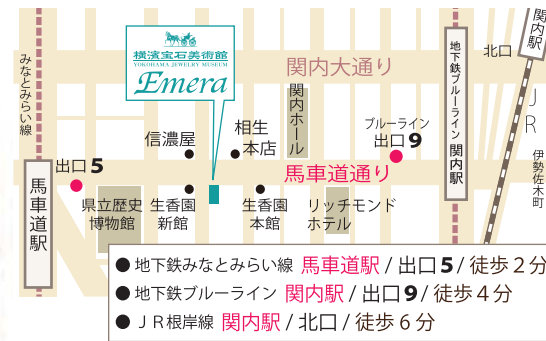 横濱宝石美術館
YOKOHAMA JEWELRY MUSEUM
Emera
みなとみらい線
関内大通り
地下鉄ブルーライン 関内駅
北口
関内駅
JR
伊勢佐木町
信濃屋
相生
本店
関内ホール
ブルーライン
出口9
出口5
馬車道通り
馬車道駅
県立歴史
博物館
生香園
新館
生香園
本館
リッチモンド
ホテル
●地下鉄みなとみらい線 馬車道駅/出口5/徒歩2分
●地下鉄ブルーライン 関内駅/出口9/徒歩4分
●JR根岸線 関内駅/北口/徒歩6分